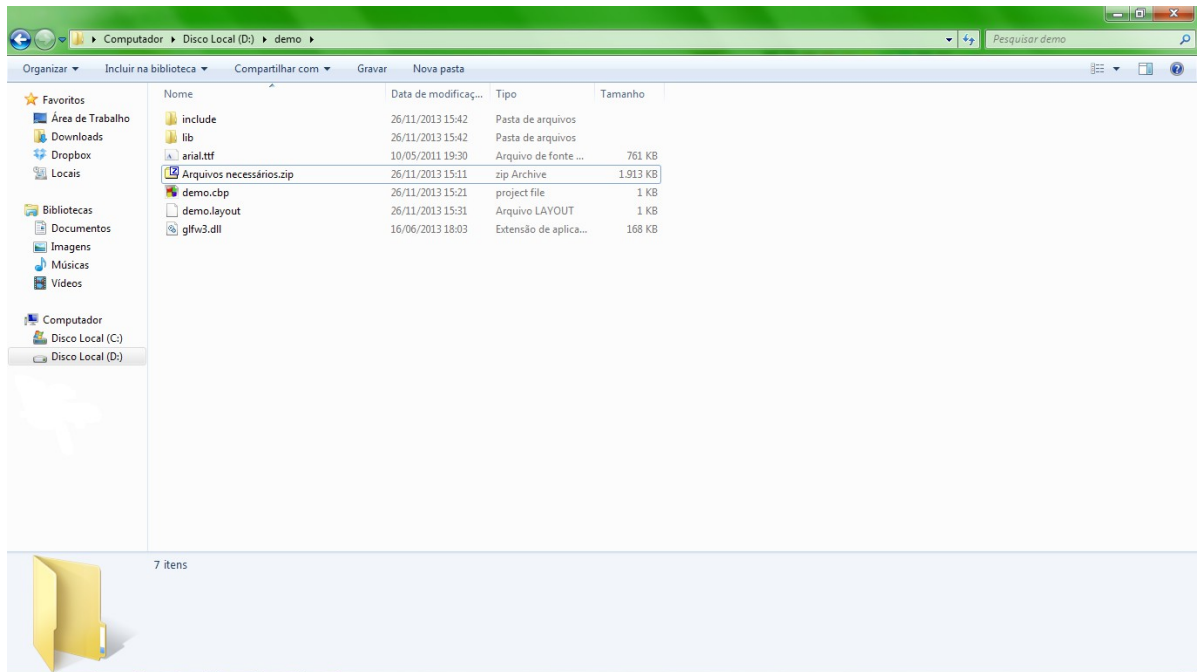 Computador Disco Local (D:) demo Pesquisar demo
Organizar Incluir na biblioteca Compartilhar com Gravar Nova pasta
Favoritos
Área de Trabalho
Downloads
Dropbox
Locais
Bibliotecas
Documentos
Imagens
Músicas
Vídeos
Computador
Disco Local (C:)
Disco Local (D:)
Nome Data de modificaç... Tipo Tamanho
include 26/11/2013 15:42 Pasta de arquivos
lib 26/11/2013 15:42 Pasta de arquivos
arial.ttf 10/05/2011 19:30 Arquivo de fonte ... 761 KB
Arquivos necessários.zip 26/11/2013 15:11 zip Archive 1.913 KB
demo.cbp 26/11/2013 15:21 project file 1 KB
demo.layout 26/11/2013 15:31 Arquivo LAYOUT 1 KB
glfw3.dll 16/06/2013 18:03 Extensão de aplica... 168 KB
7 itens